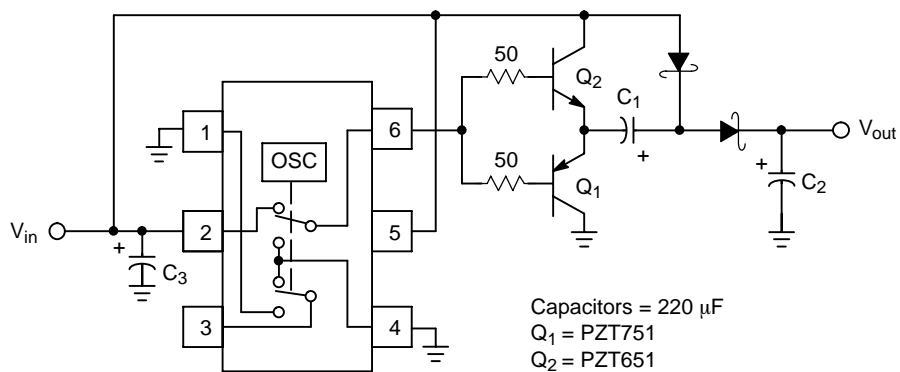 50
Q2
C1
+
Vout
+
C2
50
Q1
1
6
OSC
Vin
+
C3
2
5
3
4
Capacitors = 220 μF
Q1 = PZT751
Q2 = PZT651